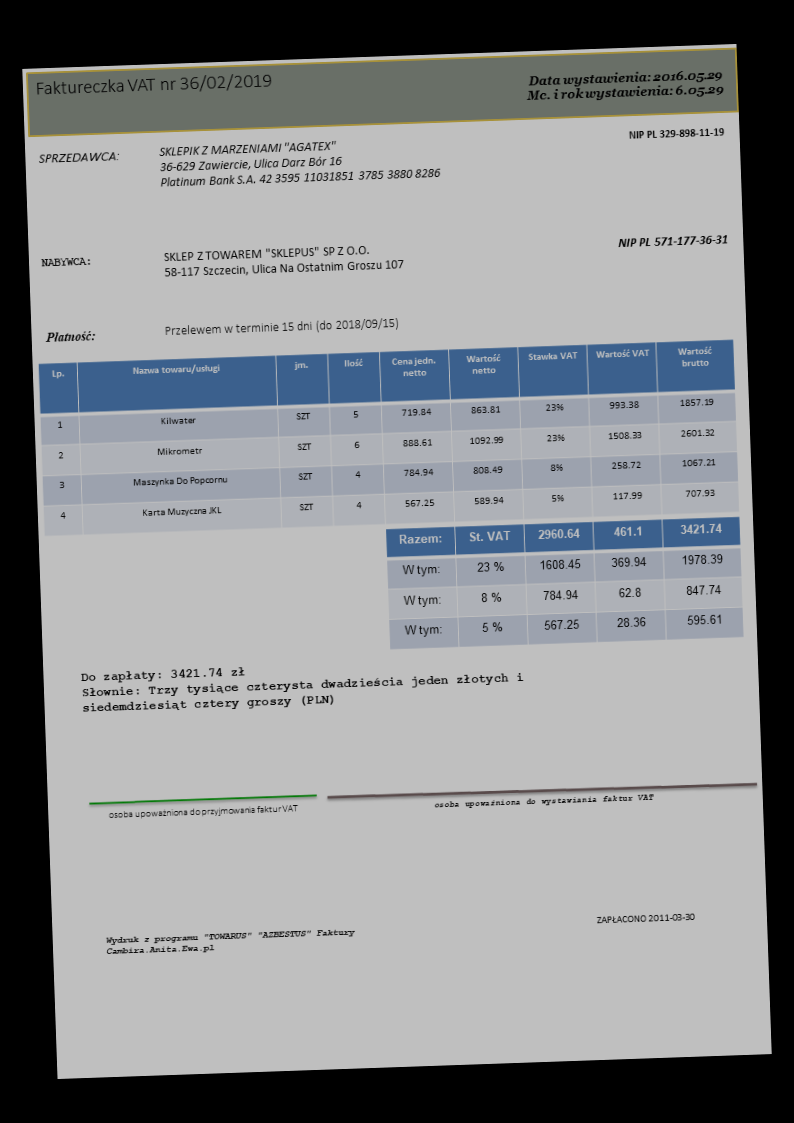 Faktureczka VAT nr 36/02/2019
Data wystawienia: 2016.05.29
Mc. i rok wystawienia: 6.05.29
NIP PL 329-898-11-19
SPRZEDAWCA: SKLEPIK Z MARZENIAMI "AGATEX"
36-629 Zawiercie, Ulica Darz Bór 16
Platinum Bank S.A. 42 3595 11031851 3785 3880 8286
NIP PL 571-177-36-31
NABYWCA: SKLEP Z TOWAREM "SKLEPUS" SP Z O.O.
58-117 Szczecin, Ulica Na Ostatnim Groszu 107
Płatność: Przelewem w terminie 15 dni (do 2018/09/15)
Lp. Nazwa towaru/usługi jm. Ilość Cena jedn. netto Wartość netto Stawka VAT Wartość VAT Wartość brutto
1 Kilwater SZT 5 719.84 863.81 23% 993.38 1857.19
2 Mikrometr SZT 6 888.61 1092.99 23% 1508.33 2601.32
3 Maszynka Do Popcornu SZT 4 784.94 808.49 8% 258.72 1067.21
4 Karta Muzyczna JKL SZT 4 567.25 589.94 5% 117.99 707.93
Razem: St. VAT 2960.64 461.1 3421.74
W tym: 23 % 1608.45 369.94 1978.39
W tym: 8 % 784.94 62.8 847.74
W tym: 5 % 567.25 28.36 595.61
Do zapłaty: 3421.74 zł
Słownie: Trzy tysiące czterysta dwadzieścia jeden złotych i
siedemdziesiąt cztery groszy (PLN)
osoba upoważniona do przyjmowania faktur VAT
osoba upoważniona do wystawiania faktur VAT
ZAPŁACONO 2011-03-30
Wydruk z programu "TOWARUS" "AZBESTUS" Faktury
Cambira.Anita.Ewa.pl